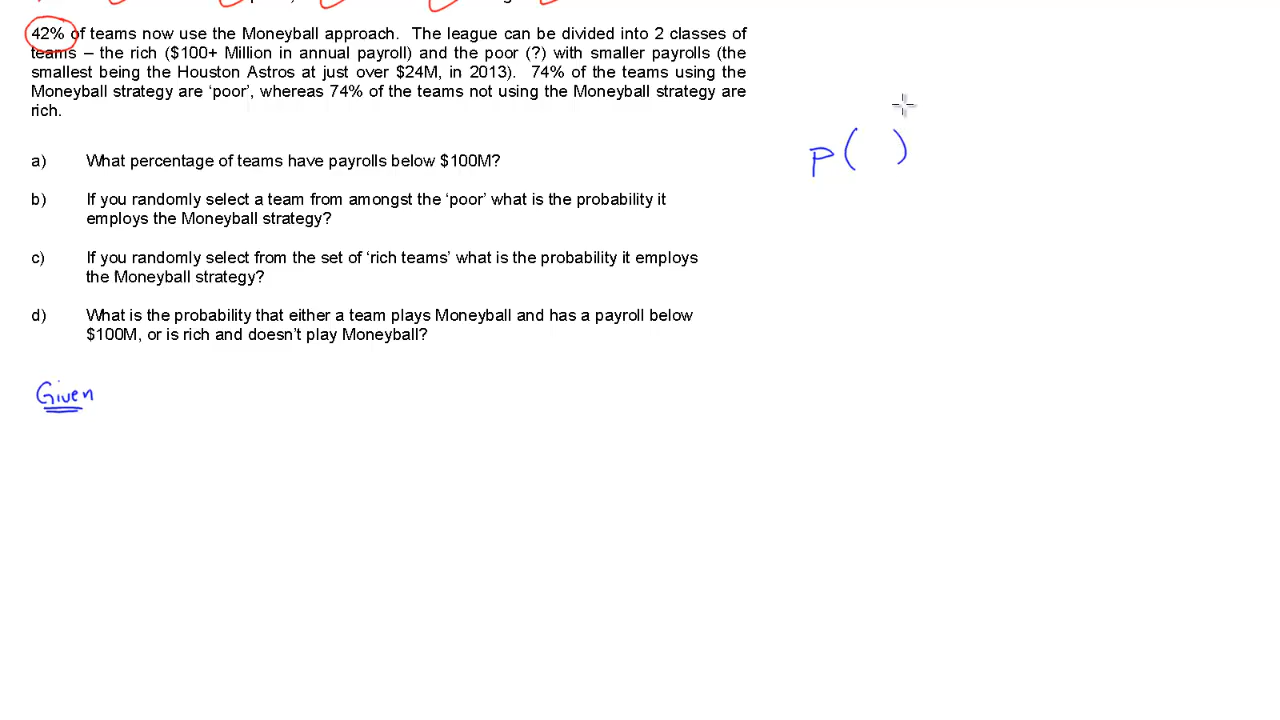 42% of teams now use the Moneyball approach. The league can be divided into 2 classes of
teams – the rich ($100+ Million in annual payroll) and the poor (?) with smaller payrolls (the
smallest being the Houston Astros at just over $24M, in 2013). 74% of the teams using the
Moneyball strategy are ‘poor’, whereas 74% of the teams not using the Moneyball strategy are
rich.
P( )
a) What percentage of teams have payrolls below $100M?
b) If you randomly select a team from amongst the ‘poor’ what is the probability it
employs the Moneyball strategy?
c) If you randomly select from the set of ‘rich teams’ what is the probability it employs
the Moneyball strategy?
d) What is the probability that either a team plays Moneyball and has a payroll below
$100M, or is rich and doesn’t play Moneyball?
Given